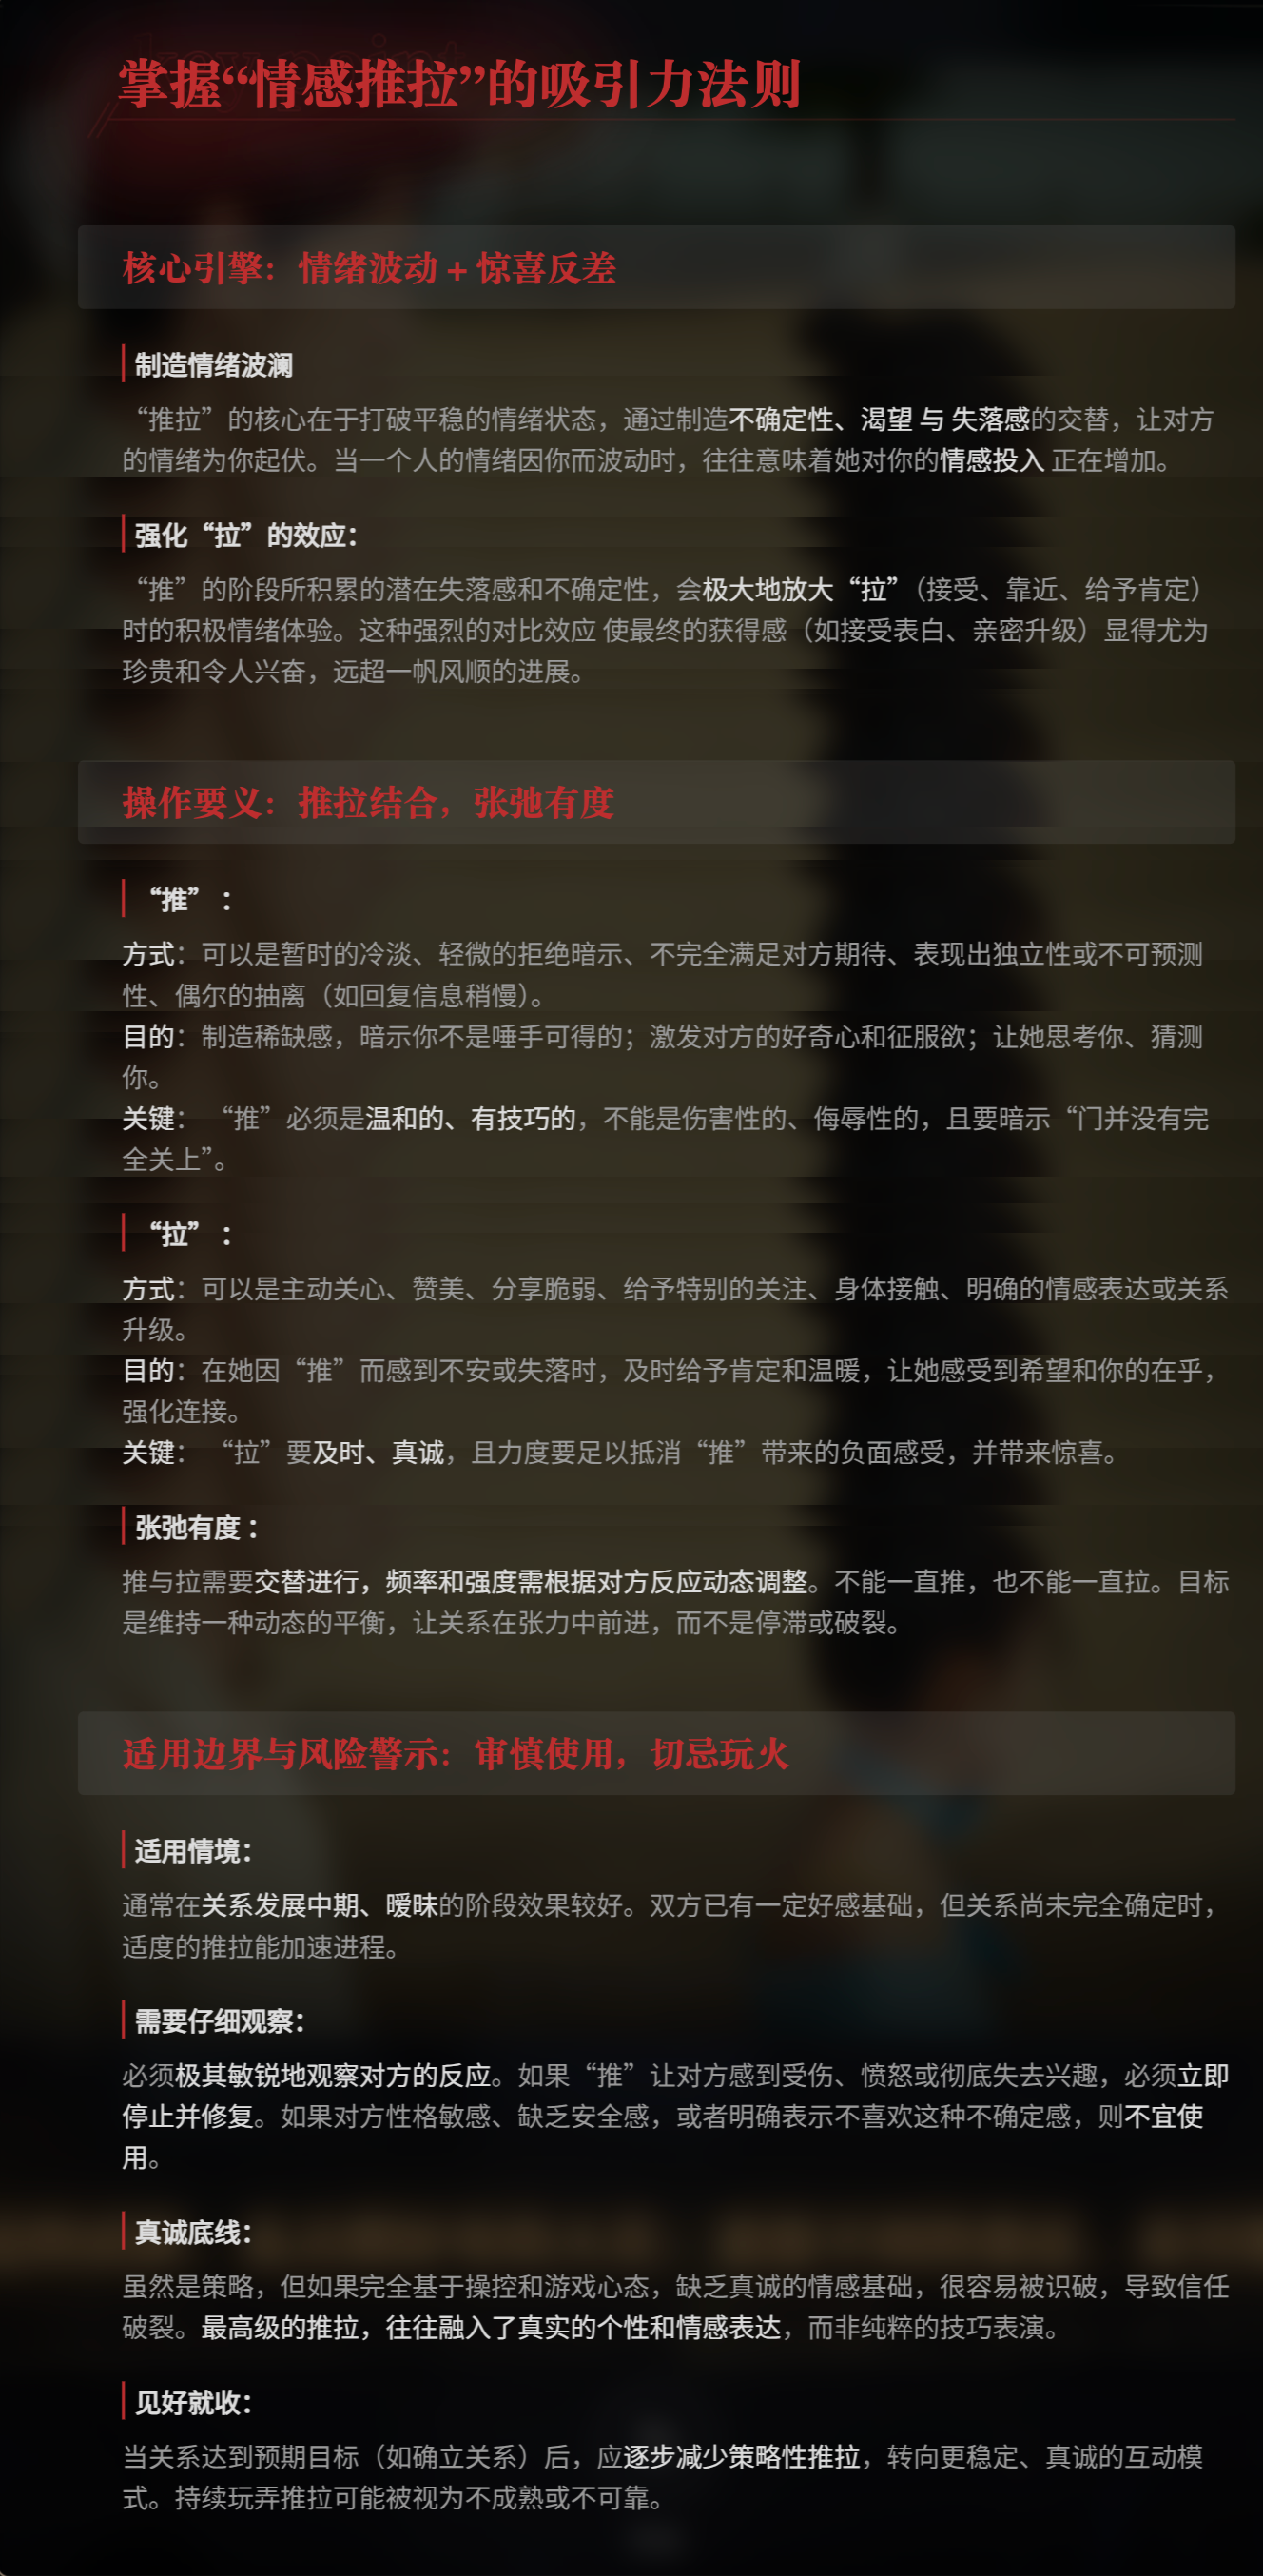 key point
掌握“情感推拉”的吸引力法则
核心引擎：情绪波动 + 惊喜反差
制造情绪波澜
“推拉”的核心在于打破平稳的情绪状态，通过制造不确定性、渴望 与 失落感的交替，让对方
的情绪为你起伏。当一个人的情绪因你而波动时，往往意味着她对你的情感投入 正在增加。
强化“拉”的效应：
“推”的阶段所积累的潜在失落感和不确定性，会极大地放大“拉”（接受、靠近、给予肯定）
时的积极情绪体验。这种强烈的对比效应 使最终的获得感（如接受表白、亲密升级）显得尤为
珍贵和令人兴奋，远超一帆风顺的进展。
操作要义：推拉结合，张弛有度
“推” ：
方式：可以是暂时的冷淡、轻微的拒绝暗示、不完全满足对方期待、表现出独立性或不可预测
性、偶尔的抽离（如回复信息稍慢）。
目的：制造稀缺感，暗示你不是唾手可得的；激发对方的好奇心和征服欲；让她思考你、猜测
你。
关键： “推”必须是温和的、有技巧的，不能是伤害性的、侮辱性的，且要暗示“门并没有完
全关上”。
“拉” ：
方式：可以是主动关心、赞美、分享脆弱、给予特别的关注、身体接触、明确的情感表达或关系
升级。
目的：在她因“推”而感到不安或失落时，及时给予肯定和温暖，让她感受到希望和你的在乎，
强化连接。
关键： “拉”要及时、真诚，且力度要足以抵消“推”带来的负面感受，并带来惊喜。
张弛有度 ：
推与拉需要交替进行，频率和强度需根据对方反应动态调整。不能一直推，也不能一直拉。目标
是维持一种动态的平衡，让关系在张力中前进，而不是停滞或破裂。
适用边界与风险警示：审慎使用，切忌玩火
适用情境：
通常在关系发展中期、暧昧的阶段效果较好。双方已有一定好感基础，但关系尚未完全确定时，
适度的推拉能加速进程。
需要仔细观察：
必须极其敏锐地观察对方的反应。如果“推”让对方感到受伤、愤怒或彻底失去兴趣，必须立即
停止并修复。如果对方性格敏感、缺乏安全感，或者明确表示不喜欢这种不确定感，则不宜使
用。
真诚底线：
虽然是策略，但如果完全基于操控和游戏心态，缺乏真诚的情感基础，很容易被识破，导致信任
破裂。最高级的推拉，往往融入了真实的个性和情感表达，而非纯粹的技巧表演。
见好就收：
当关系达到预期目标（如确立关系）后，应逐步减少策略性推拉，转向更稳定、真诚的互动模
式。持续玩弄推拉可能被视为不成熟或不可靠。